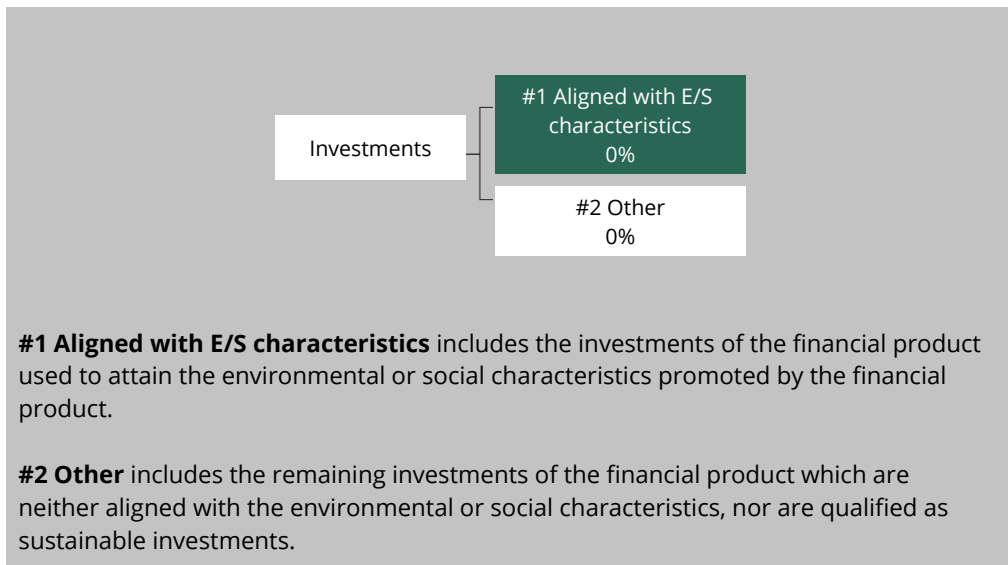 Investments
#1 Aligned with E/S
characteristics
0%
#2 Other
0%
#1 Aligned with E/S characteristics includes the investments of the financial product
used to attain the environmental or social characteristics promoted by the financial
product.
#2 Other includes the remaining investments of the financial product which are
neither aligned with the environmental or social characteristics, nor are qualified as
sustainable investments.